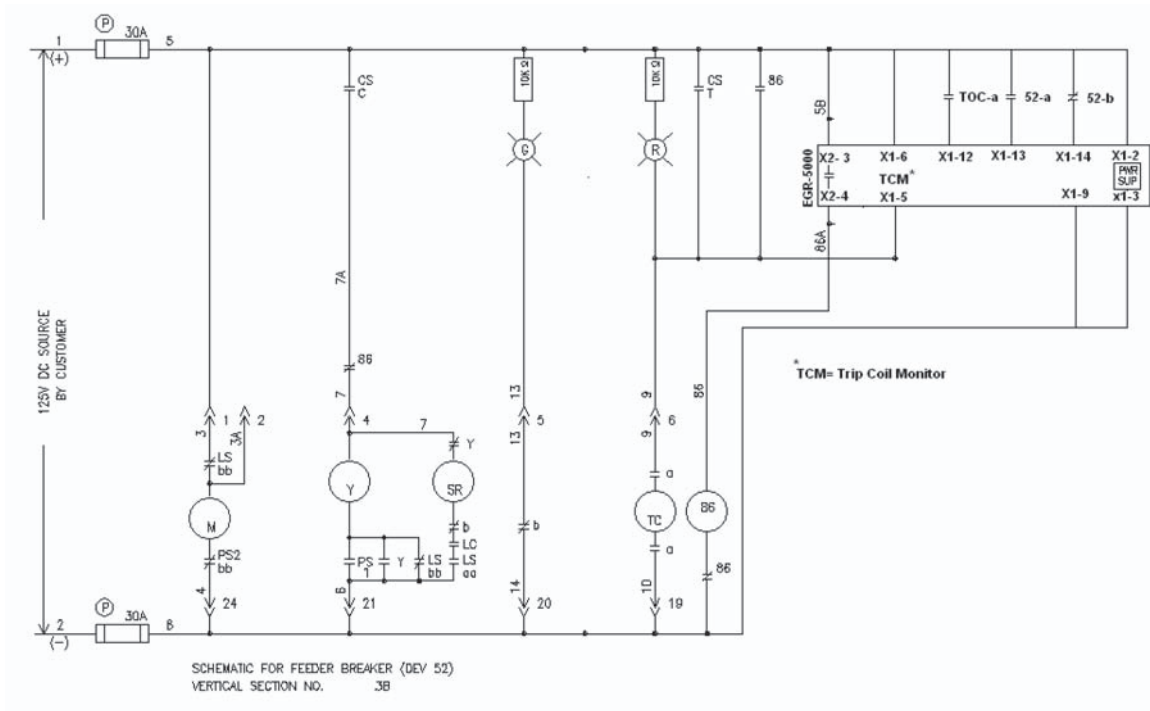 P
30A
1
(+)
5
CS
C
10KΩ
10KΩ
CS
T
86
5B
TOC-a
52-a
52-b
G
R
EGR-5000
X2-3
X1-6
X1-12
X1-13
X1-14
X1-2
TCM*
PWR
SUP
X2-4
X1-5
X1-9
x1-3
86A
7A
125V DC SOURCE
BY CUSTOMER
86
*TCM= Trip Coil Monitor
7
13
9
86
1
2
4
7
5
6
3
3A
13
9
LS
bb
Y
a
M
Y
SR
TC
86
b
b
LC
PS2
bb
PS
1
Y
LS
bb
LS
aa
a
86
4
6
14
10
24
21
20
19
P
30A
2
(-)
6
SCHEMATIC FOR FEEDER BREAKER (DEV 52)
VERTICAL SECTION NO. 3B